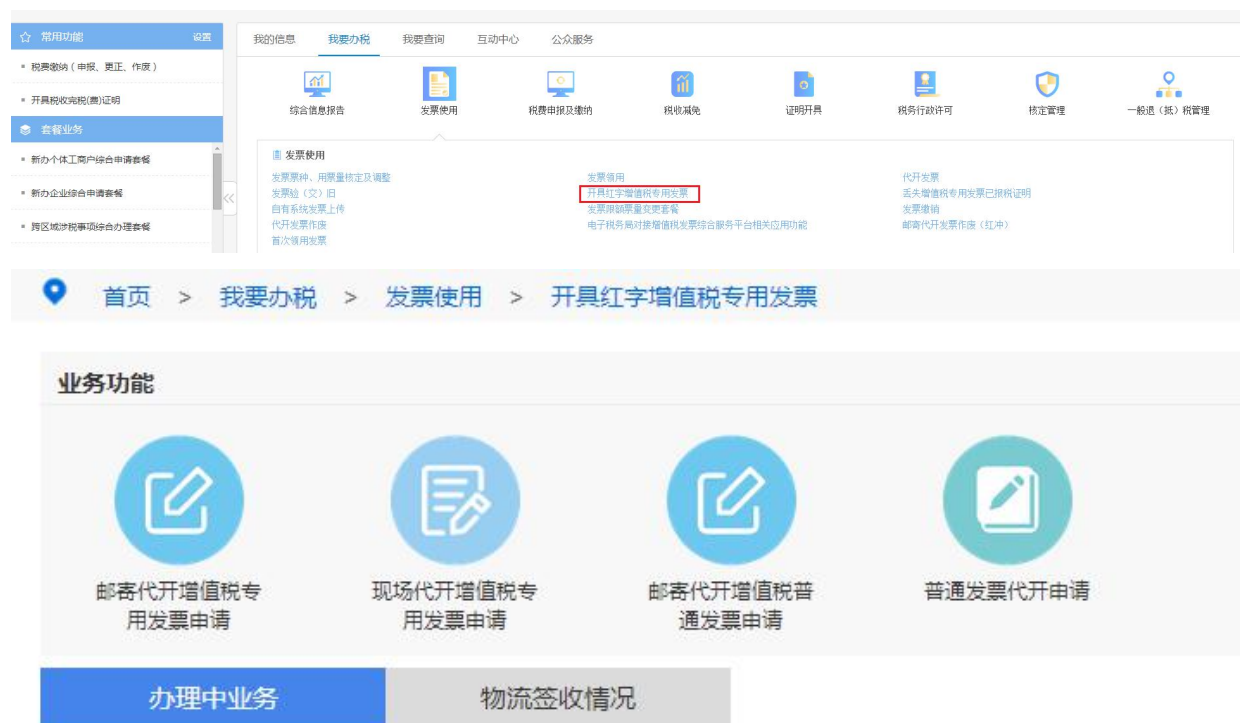 常用功能 设置
税费缴纳（申报、更正、作废）
开具税收完税(费)证明
套餐业务
新办个体工商户综合申请套餐
新办企业综合申请套餐
跨区域涉税事项综合办理套餐
我的信息 我要办税 我要查询 互动中心 公众服务
综合信息报告 发票使用 税费申报及缴纳 税收减免 证明开具 税务行政许可 核定管理 一般退（抵）税管理
发票使用
发票票种、用票量核定及调整 发票领用 代开发票
发票验（交）旧 开具红字增值税专用发票 丢失增值税专用发票已报税证明
自有系统发票上传 发票限额票量变更套餐 发票缴销
代开发票作废 电子税务局对接增值税发票综合服务平台相关应用功能 邮寄代开发票作废（红冲）
首次领用发票
首页 > 我要办税 > 发票使用 > 开具红字增值税专用发票
业务功能
邮寄代开增值税专 现场代开增值税专 邮寄代开增值税普 普通发票代开申请
用发票申请 用发票申请 通发票申请
办理中业务 物流签收情况